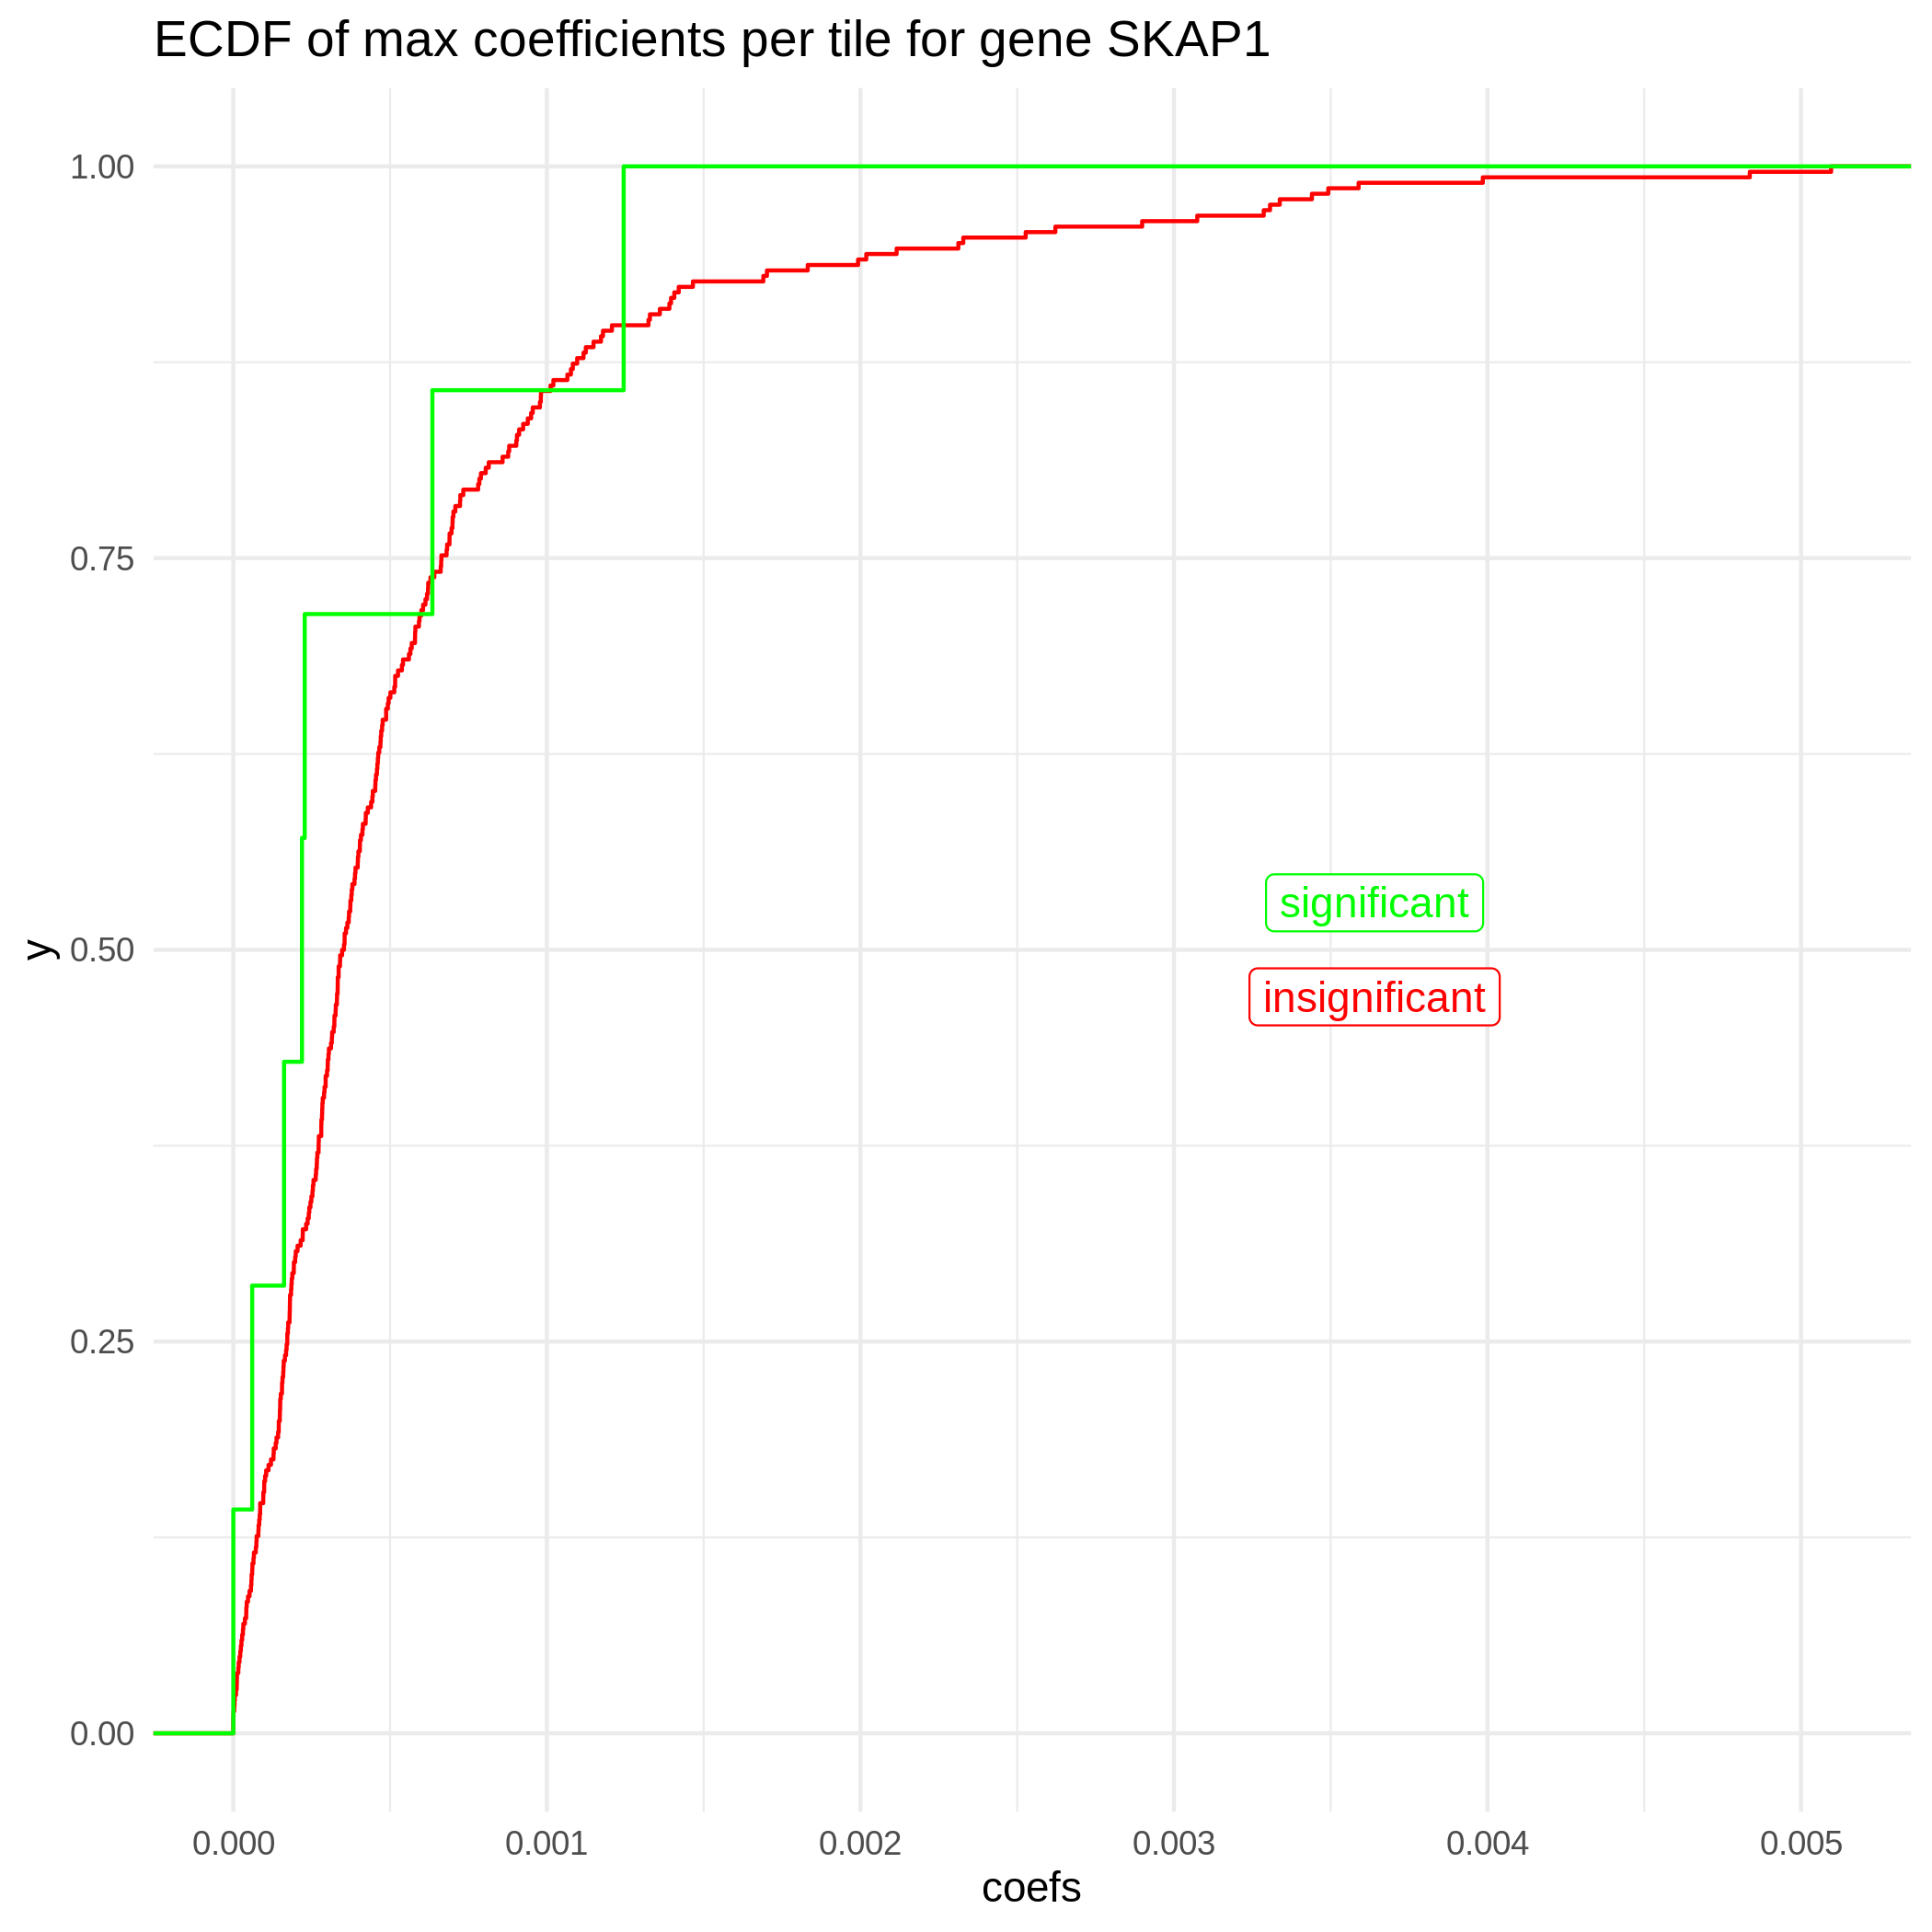 ECDF of max coefficients per tile for gene SKAP1
1.00
0.75
0.50
0.25
0.00
y
significant
insignificant
0.000 0.001 0.002 0.003 0.004 0.005
coefs